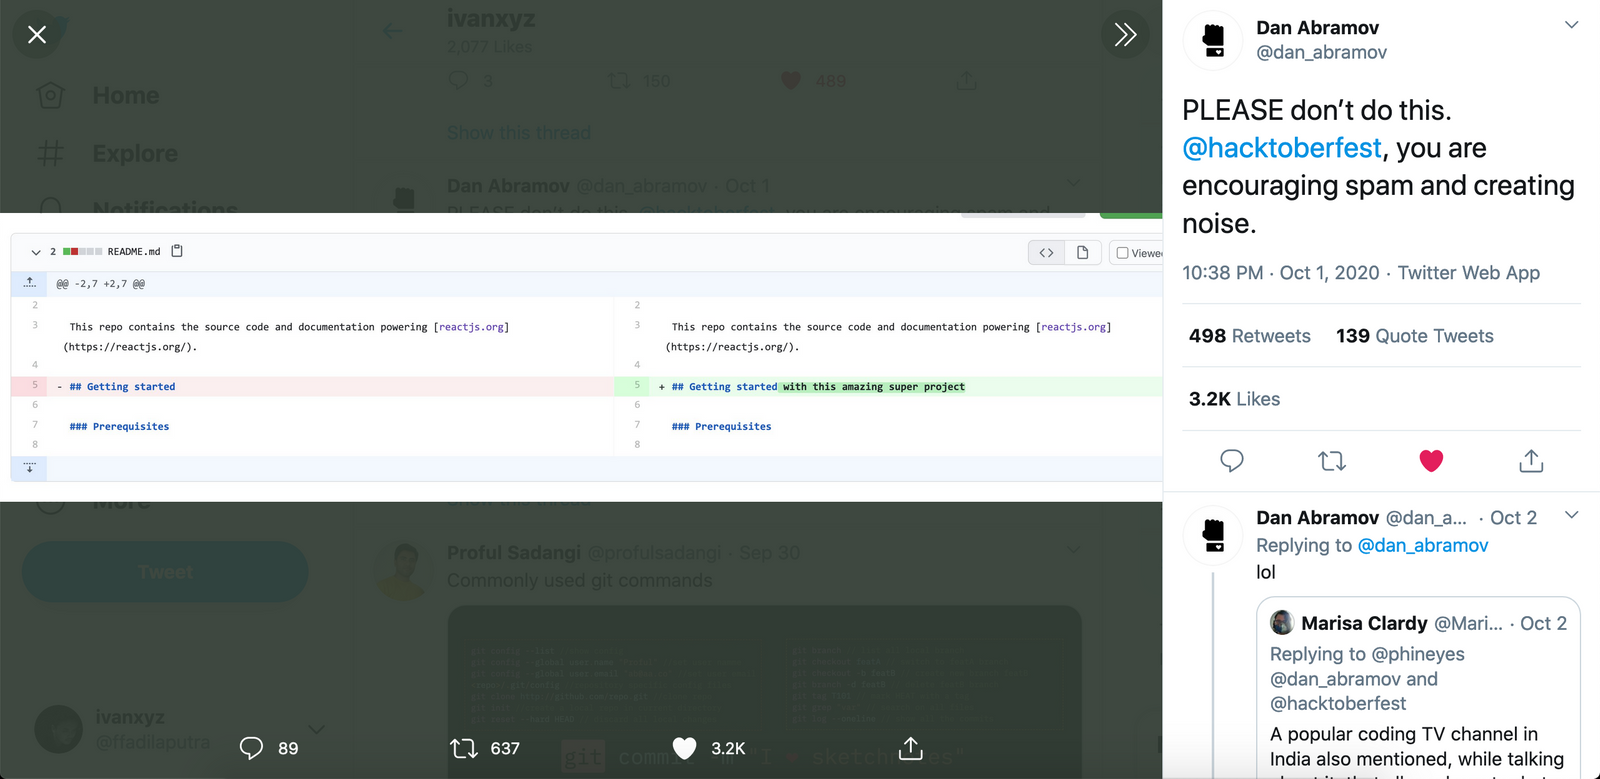 ivanxyz
2,077 Likes
3 150 489
Home
Show this thread
Explore
Dan Abramov @dan_abramov · Oct 1
Notifications
PLEASE don't do this. @hacktoberfest, you are encouraging spam and
2 README.md
Viewed
@@ -2,7 +2,7 @@
2 2
3 This repo contains the source code and documentation powering [reactjs.org] 3 This repo contains the source code and documentation powering [reactjs.org]
(https://reactjs.org/). (https://reactjs.org/).
4 4
5 - ## Getting started 5 + ## Getting started with this amazing super project
6 6
7 ### Prerequisites 7 ### Prerequisites
8 8
More
Show this thread
Proful Sadangi @profulsadangi · Sep 30
Commonly used git commands
Tweet
ivanxyz
@ffadilaputra
git commit -m "I sketchnotes"
89 637 3.2K
Dan Abramov
@dan_abramov
PLEASE don't do this.
@hacktoberfest, you are
encouraging spam and creating
noise.
10:38 PM · Oct 1, 2020 · Twitter Web App
498 Retweets 139 Quote Tweets
3.2K Likes
Dan Abramov @dan_a... · Oct 2
Replying to @dan_abramov
lol
Marisa Clardy @Mari... · Oct 2
Replying to @phineyes
@dan_abramov and
@hacktoberfest
A popular coding TV channel in
India also mentioned, while talking